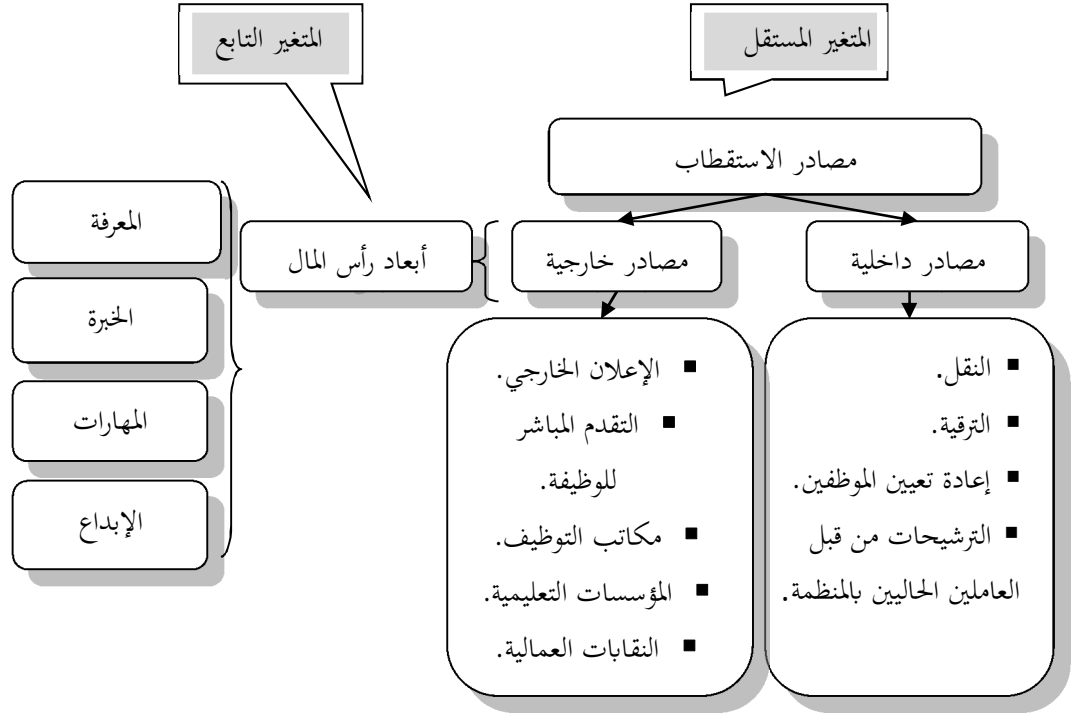 المتغير المستقل
المتغير التابع
مصادر الاستقطاب
مصادر داخلية
مصادر خارجية
أبعاد رأس المال
المعرفة
الخبرة
المهارات
الإبداع
■ النقل.
■ الترقية.
■ إعادة تعيين الموظفين.
■ الترشيحات من قبل
العاملين الحاليين بالمنظمة.
■ الإعلان الخارجي.
■ التقدم المباشر
للوظيفة.
■ مكاتب التوظيف.
■ المؤسسات التعليمية.
■ النقابات العمالية.